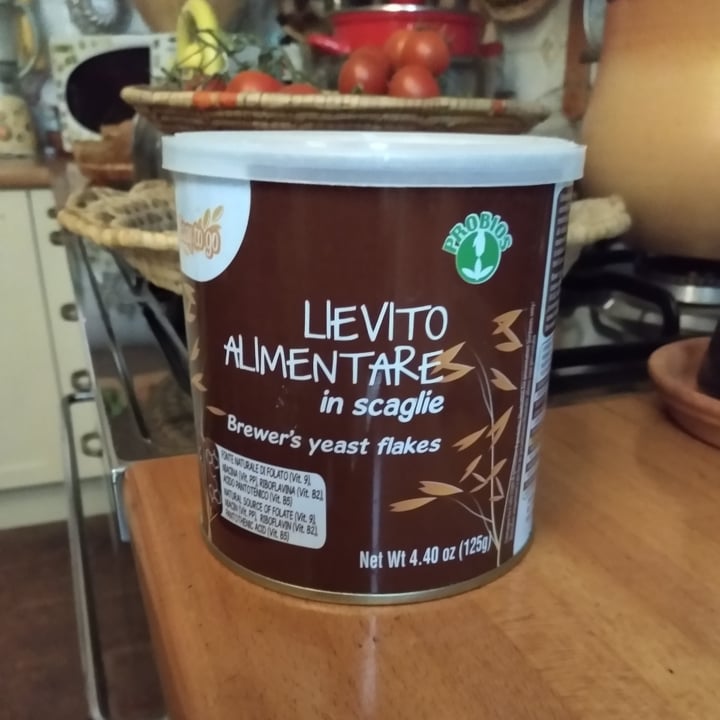 to go
PROBIOS
LIEVITO
ALIMENTARE
in scaglie
Brewer's yeast flakes
FONTE NATURALE DI FOLATO (Vit. 9),
NIACINA (Vit. PP), RIBOFLAVINA (Vit. B2),
ACIDO PANTOTENICO (Vit. B5)
NATURAL SOURCE OF FOLATE (Vit. 9),
NIACIN (Vit. PP), RIBOFLAVIN (Vit. B2),
PANTOTHENIC ACID (Vit. B5)
Net Wt 4.40 oz (125g)